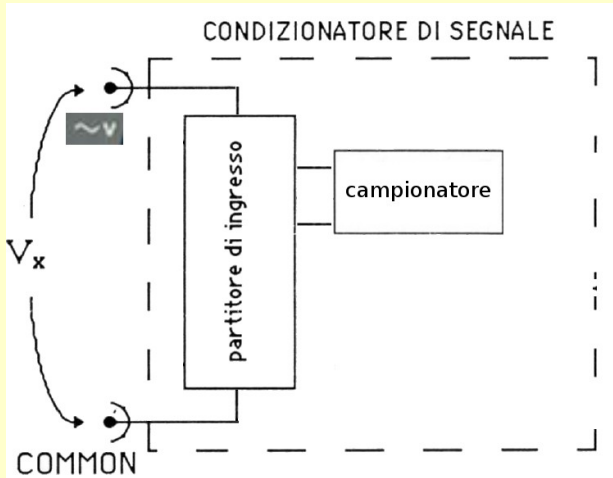 CONDIZIONATORE DI SEGNALE
~V
partitore di ingresso
campionatore
Vx
COMMON